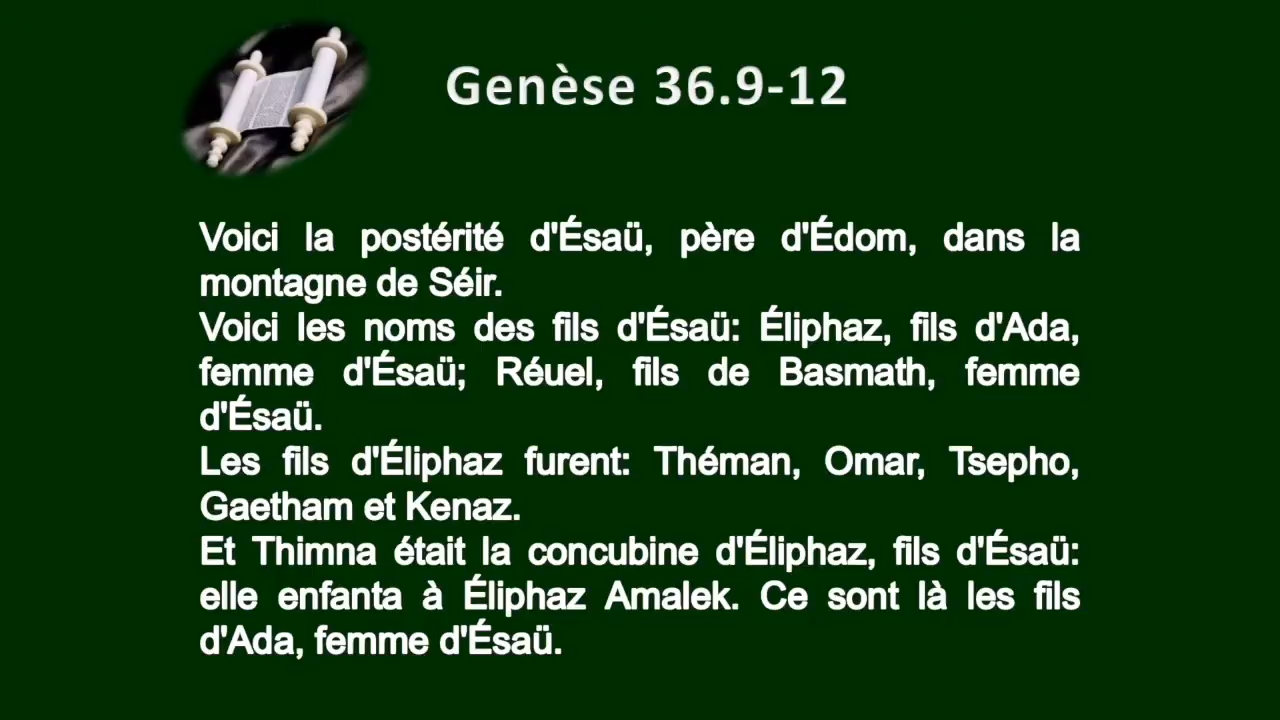 Genèse 36.9-12
Voici la postérité d'Ésaü, père d'Édom, dans la
montagne de Séir.
Voici les noms des fils d'Ésaü: Éliphaz, fils d'Ada,
femme d'Ésaü; Réuel, fils de Basmath, femme
d'Ésaü.
Les fils d'Éliphaz furent: Théman, Omar, Tsepho,
Gaetham et Kenaz.
Et Thimna était la concubine d'Éliphaz, fils d'Ésaü:
elle enfanta à Éliphaz Amalek. Ce sont là les fils
d'Ada, femme d'Ésaü.